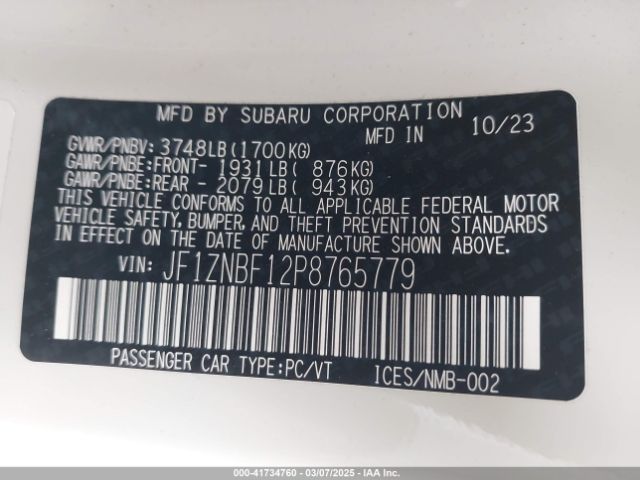 MFD BY SUBARU CORPORATION
MFD IN 10/23
GVWR/PNBV: 3748LB(1700KG)
GAWR/PNBE:FRONT- 1931LB( 876KG)
GAWR/PNBE:REAR - 2079LB( 943KG)
THIS VEHICLE CONFORMS TO ALL APPLICABLE FEDERAL MOTOR
VEHICLE SAFETY, BUMPER, AND THEFT PREVENTION STANDARDS
IN EFFECT ON THE DATE OF MANUFACTURE SHOWN ABOVE.
VIN: JF1ZNBF12P8765779
PASSENGER CAR TYPE:PC/VT ICES/NMB-002
000-41734760 - 03/07/2025 - IAAI.COM